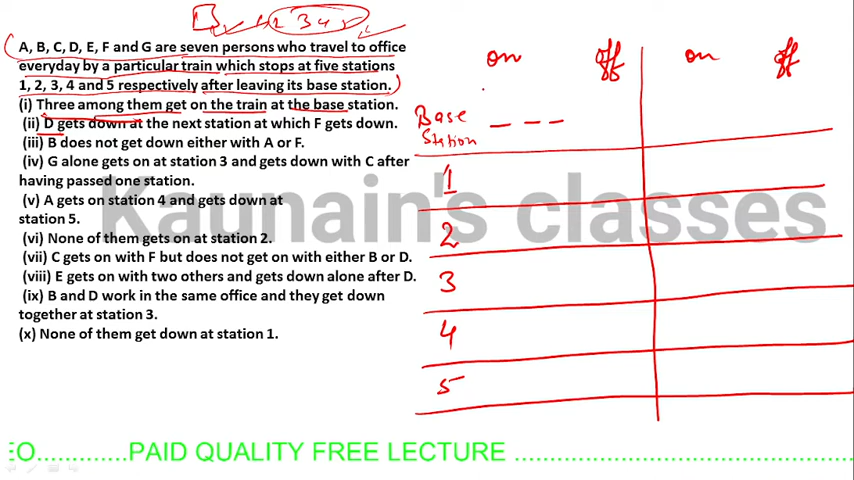 B 1 2 3 4 5
A, B, C, D, E, F and G are seven persons who travel to office
everyday by a particular train which stops at five stations
1, 2, 3, 4 and 5 respectively after leaving its base station.
(i) Three among them get on the train at the base station.
(ii) D gets down at the next station at which F gets down.
(iii) B does not get down either with A or F.
(iv) G alone gets on at station 3 and gets down with C after
having passed one station.
(v) A gets on station 4 and gets down at
station 5.
(vi) None of them gets on at station 2.
(vii) C gets on with F but does not get on with either B or D.
(viii) E gets on with two others and gets down alone after D.
(ix) B and D work in the same office and they get down
together at station 3.
(x) None of them get down at station 1.
on off on off
Base
Station
1
2
3
4
5
Kaunain's classes
EO.............PAID QUALITY FREE LECTURE ...............................................